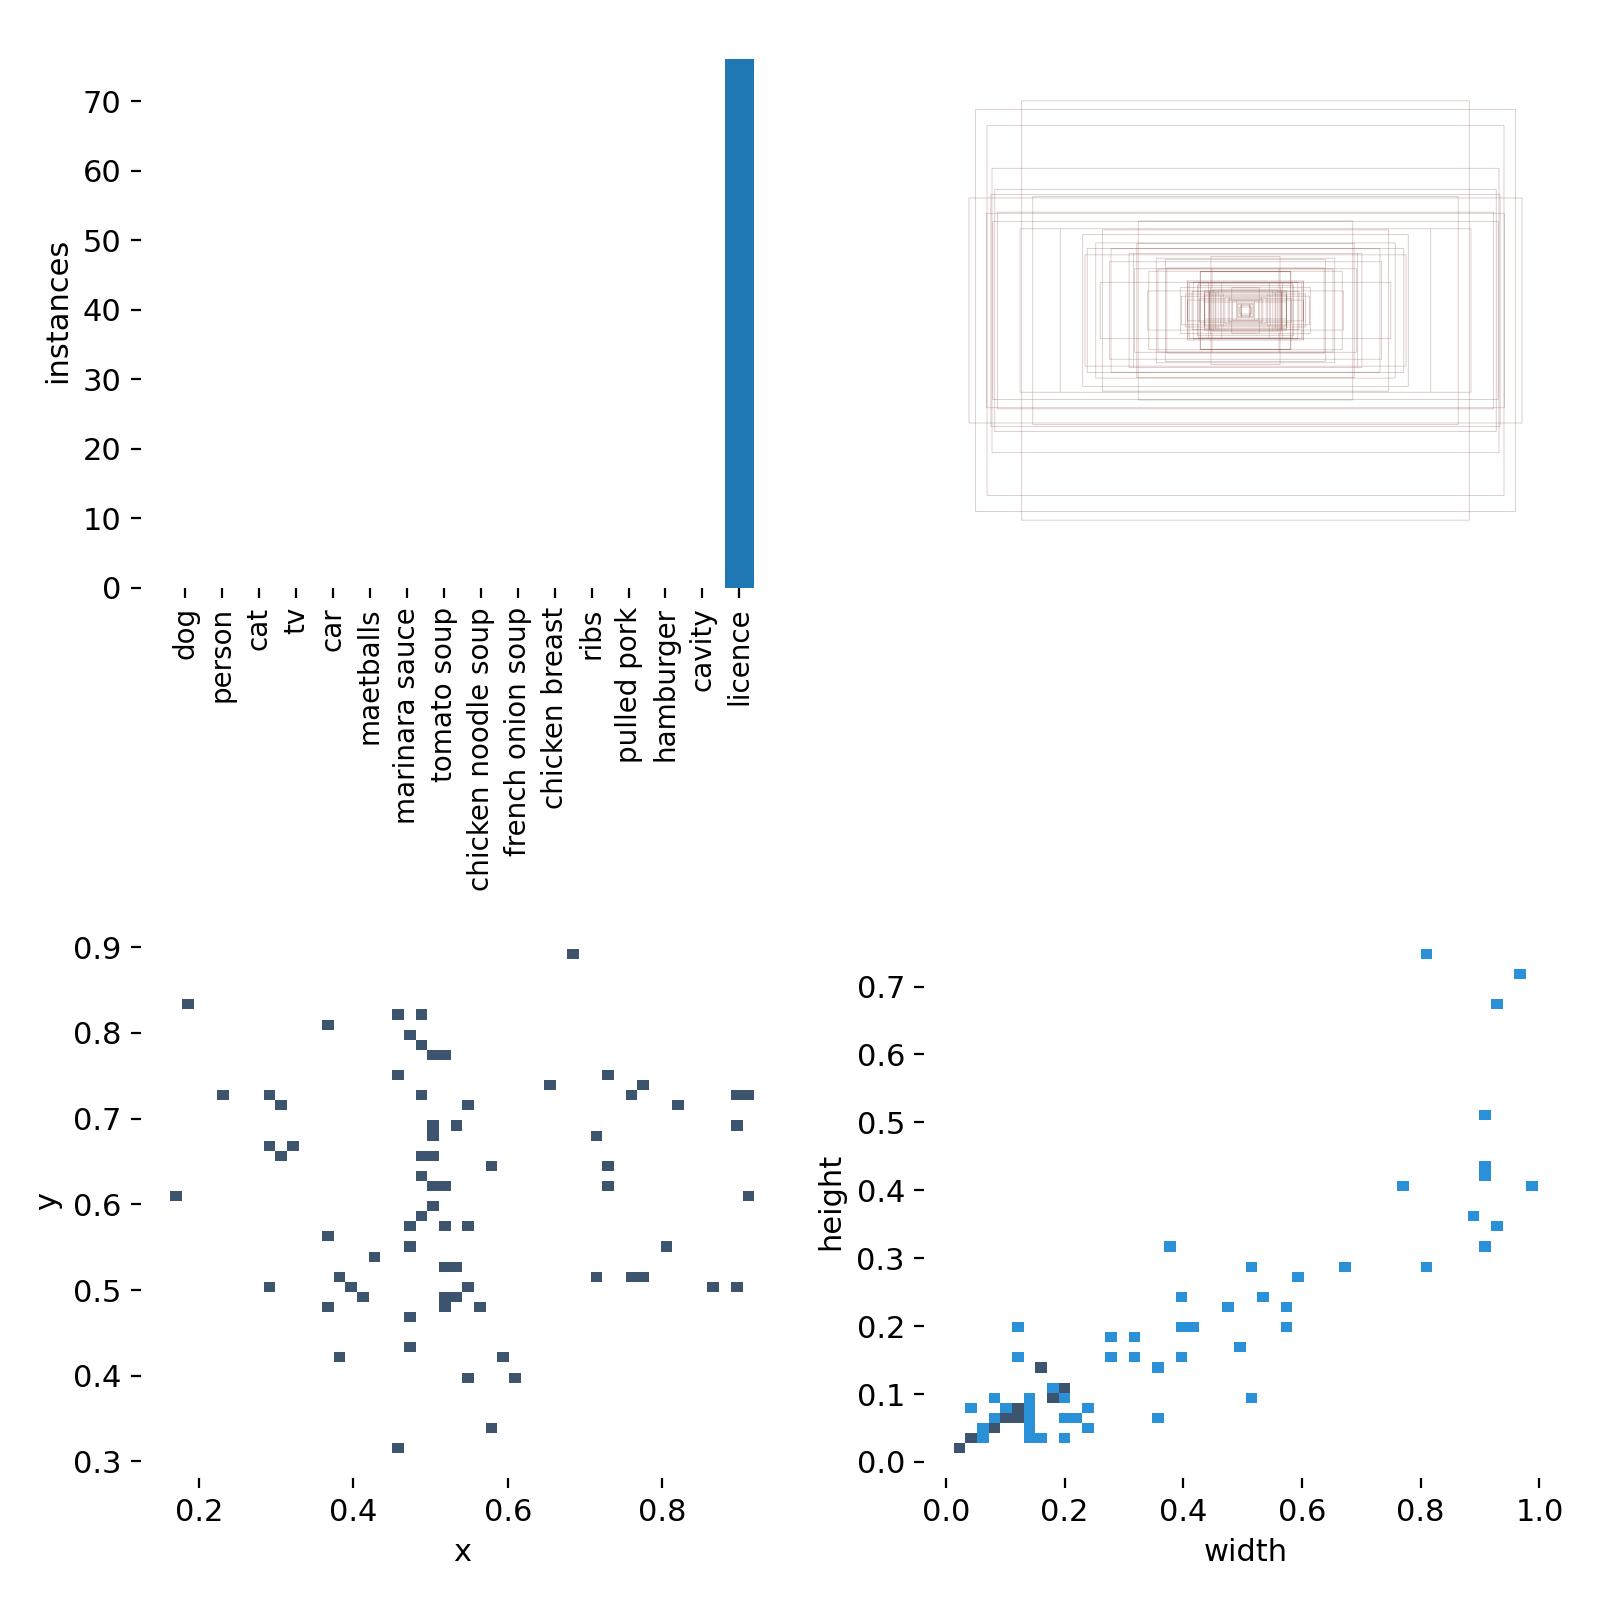 70
60
50
40
30
20
10
0
instances
dog
person
cat
tv
car
maetballs
marinara sauce
tomato soup
chicken noodle soup
french onion soup
chicken breast
ribs
pulled pork
hamburger
cavity
licence
0.9
0.8
0.7
0.6
0.5
0.4
0.3
y
0.2 0.4 0.6 0.8
x
0.7
0.6
0.5
0.4
0.3
0.2
0.1
0.0
height
0.0 0.2 0.4 0.6 0.8 1.0
width